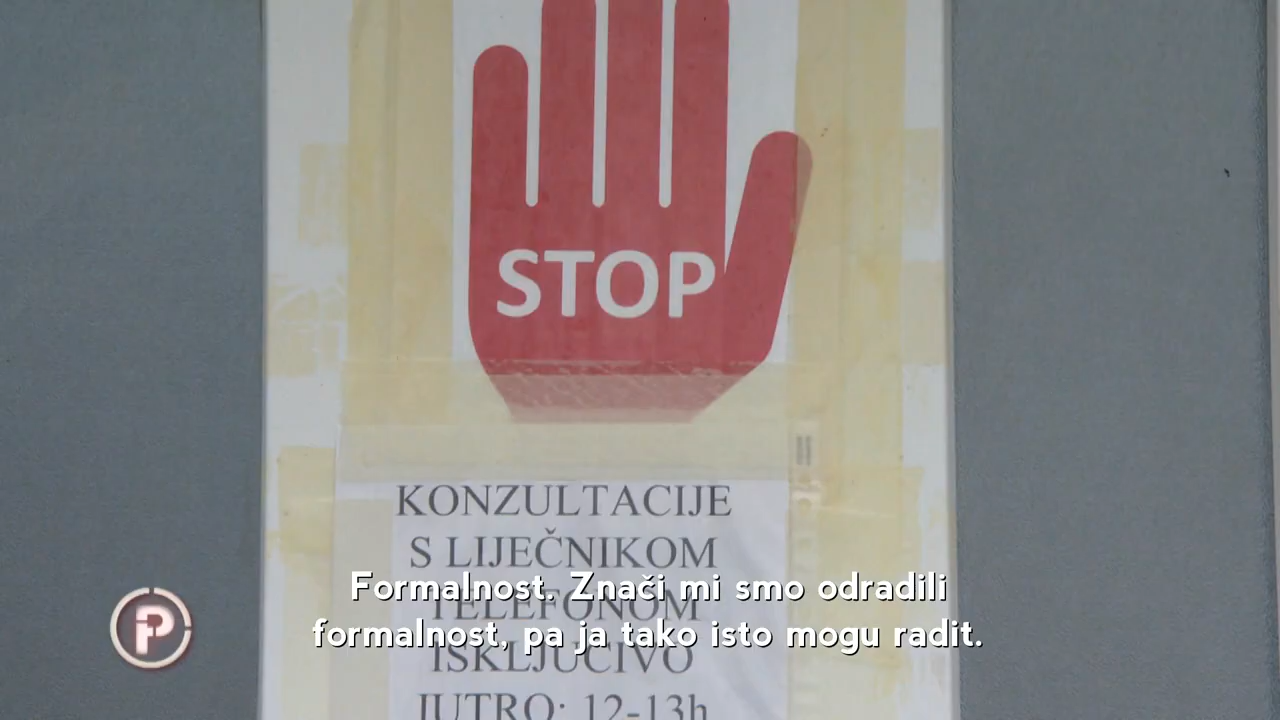 STOP
KONZULTACIJE
S LIJEČNIKOM
TELEFONOM
ISKLJUČIVO
JUTRO: 12-13h
Formalnost. Znači mi smo odradili
formalnost, pa ja tako isto mogu radit.
P